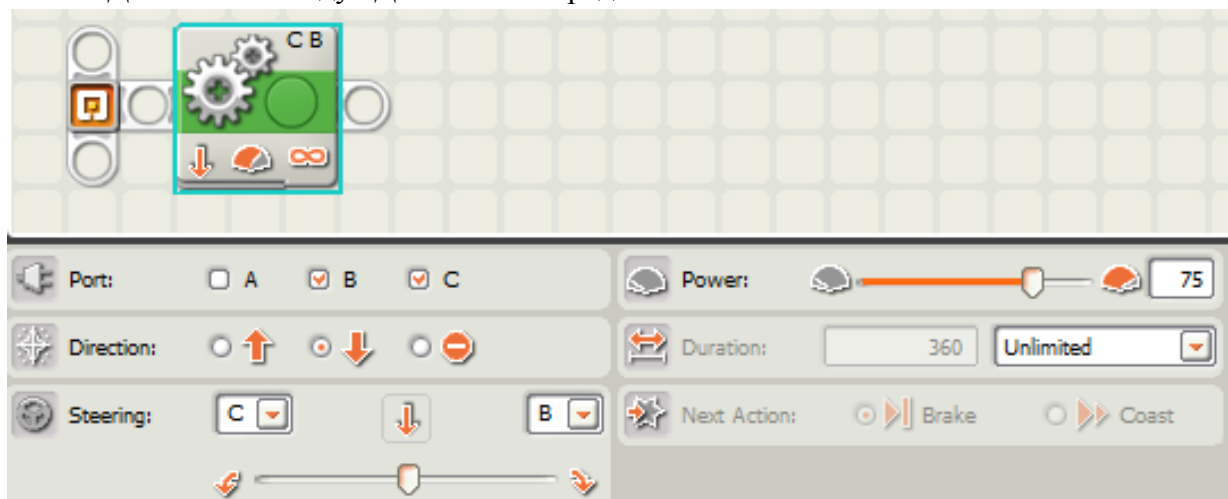 C B
Port: A B C
Power: 75
Direction:
Duration: 360 Unlimited
Steering: C B
Next Action: Brake Coast